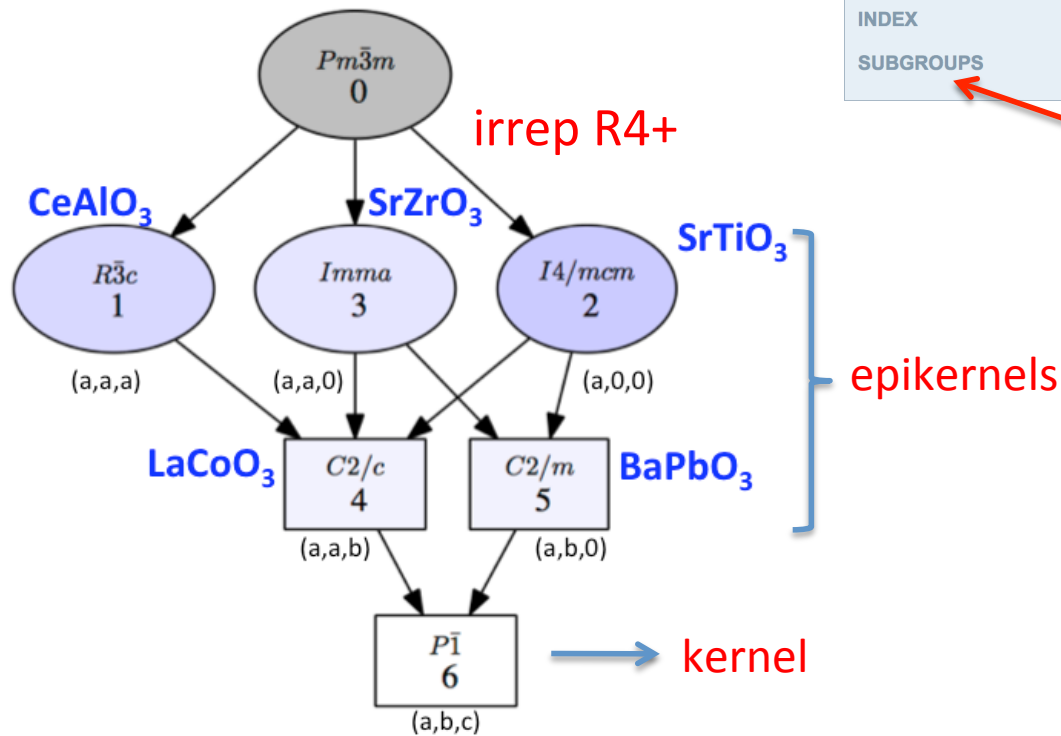 INDEX
SUBGROUPS
Pm3̄m
0
irrep R4+
CeAlO₃
SrZrO₃
SrTiO₃
R3̄c
1
Imma
3
I4/mcm
2
(a,a,a)
(a,a,0)
(a,0,0)
epikernels
LaCoO₃
C2/c
4
C2/m
5
BaPbO₃
(a,a,b)
(a,b,0)
P1̄
6
kernel
(a,b,c)